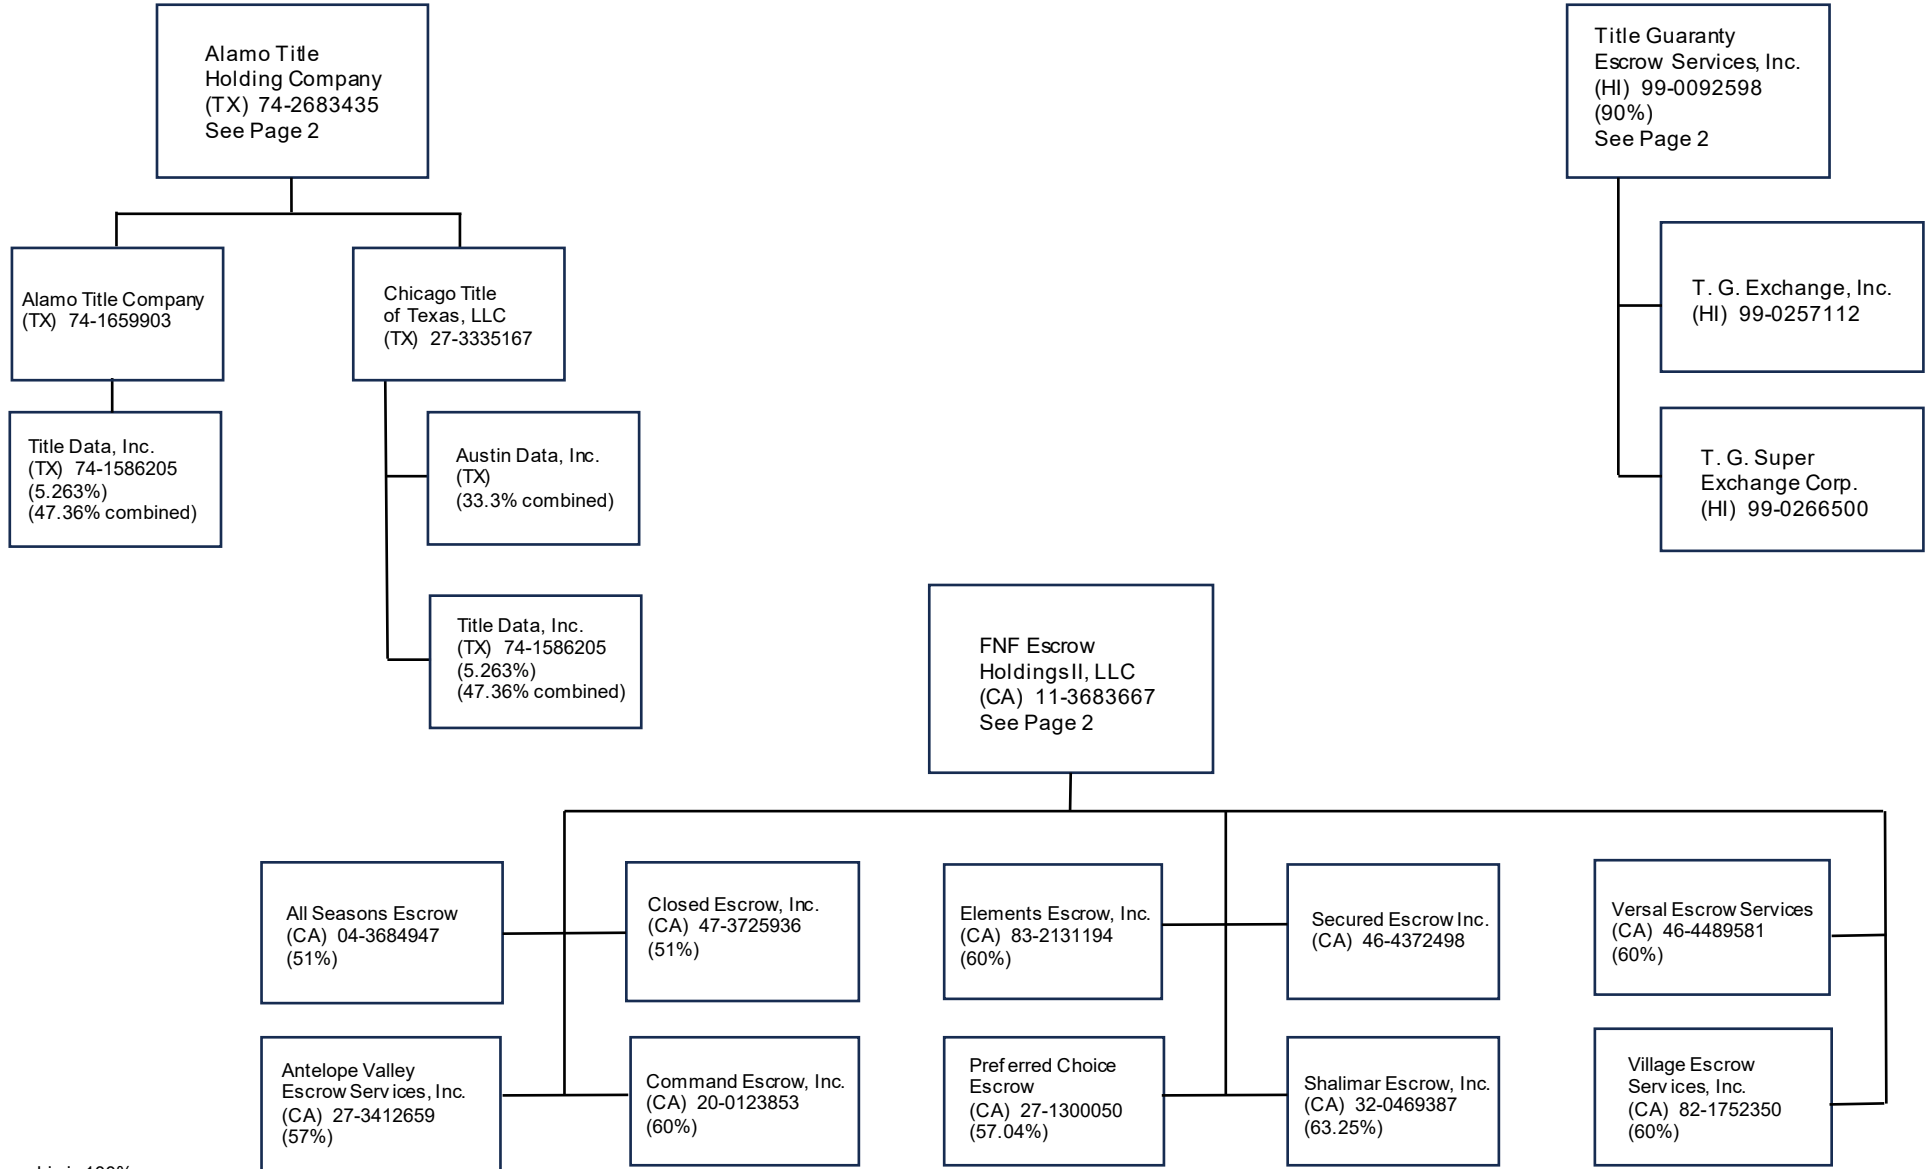 Alamo Title
Holding Company
(TX) 74-2683435
See Page 2
Title Guaranty
Escrow Services, Inc.
(HI) 99-0092598
(90%)
See Page 2
Alamo Title Company
(TX) 74-1659903
Chicago Title
of Texas, LLC
(TX) 27-3335167
T. G. Exchange, Inc.
(HI) 99-0257112
Title Data, Inc.
(TX) 74-1586205
(5.263%)
(47.36% combined)
Austin Data, Inc.
(TX)
(33.3% combined)
T. G. Super
Exchange Corp.
(HI) 99-0266500
Title Data, Inc.
(TX) 74-1586205
(5.263%)
(47.36% combined)
FNF Escrow
Holdings II, LLC
(CA) 11-3683667
See Page 2
All Seasons Escrow
(CA) 04-3684947
(51%)
Closed Escrow, Inc.
(CA) 47-3725936
(51%)
Elements Escrow, Inc.
(CA) 83-2131194
(60%)
Secured Escrow Inc.
(CA) 46-4372498
Versal Escrow Services
(CA) 46-4489581
(60%)
Antelope Valley
Escrow Services, Inc.
(CA) 27-3412659
(57%)
Command Escrow, Inc.
(CA) 20-0123853
(60%)
Preferred Choice
Escrow
(CA) 27-1300050
(57.04%)
Shalimar Escrow, Inc.
(CA) 32-0469387
(63.25%)
Village Escrow
Services, Inc.
(CA) 82-1752350
(60%)